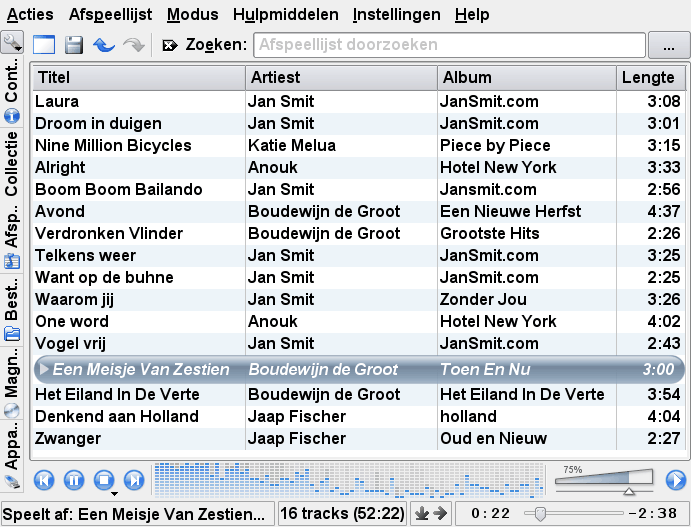 Acties Afspeellijst Modus Hulpmiddelen Instellingen Help
Zoeken: Afspeellijst doorzoeken ...
Cont..
Collectie
Afsp..
Best..
Magn..
Appa..
Titel Artiest Album Lengte
Laura Jan Smit JanSmit.com 3:08
Droom in duigen Jan Smit JanSmit.com 3:01
Nine Million Bicycles Katie Melua Piece by Piece 3:15
Alright Anouk Hotel New York 3:33
Boom Boom Bailando Jan Smit Jansmit.com 2:56
Avond Boudewijn de Groot Een Nieuwe Herfst 4:37
Verdronken Vlinder Boudewijn de Groot Grootste Hits 2:26
Telkens weer Jan Smit JanSmit.com 3:25
Want op de buhne Jan Smit JanSmit.com 2:25
Waarom jij Jan Smit Zonder Jou 3:26
One word Anouk Hotel New York 4:02
Vogel vrij Jan Smit JanSmit.com 2:43
Een Meisje Van Zestien Boudewijn de Groot Toen En Nu 3:00
Het Eiland In De Verte Boudewijn de Groot Het Eiland In De Verte 3:54
Denkend aan Holland Jaap Fischer holland 4:04
Zwanger Jaap Fischer Oud en Nieuw 2:27
75%
Speelt af: Een Meisje Van Zestien... 16 tracks (52:22) 0:22 -2:38